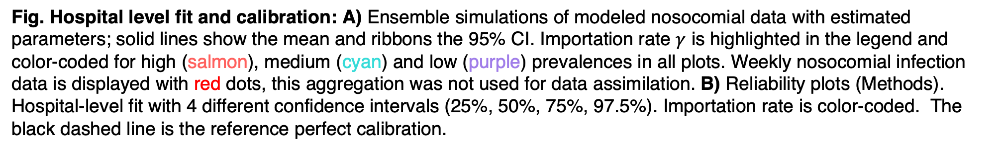 Fig. Hospital level fit and calibration: A) Ensemble simulations of modeled nosocomial data with estimated
parameters; solid lines show the mean and ribbons the 95% CI. Importation rate γ is highlighted in the legend and
color-coded for high (salmon), medium (cyan) and low (purple) prevalences in all plots. Weekly nosocomial infection
data is displayed with red dots, this aggregation was not used for data assimilation. B) Reliability plots (Methods).
Hospital-level fit with 4 different confidence intervals (25%, 50%, 75%, 97.5%). Importation rate is color-coded.  The
black dashed line is the reference perfect calibration.